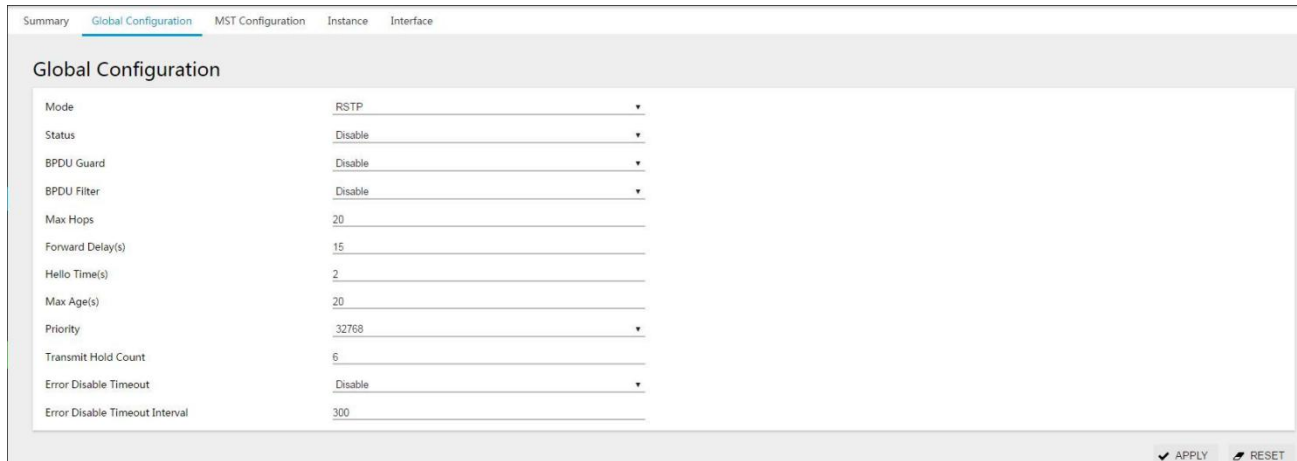 Summary Global Configuration MST Configuration Instance Interface
Global Configuration
Mode RSTP
Status Disable
BPDU Guard Disable
BPDU Filter Disable
Max Hops 20
Forward Delay(s) 15
Hello Time(s) 2
Max Age(s) 20
Priority 32768
Transmit Hold Count 6
Error Disable Timeout Disable
Error Disable Timeout Interval 300
APPLY RESET